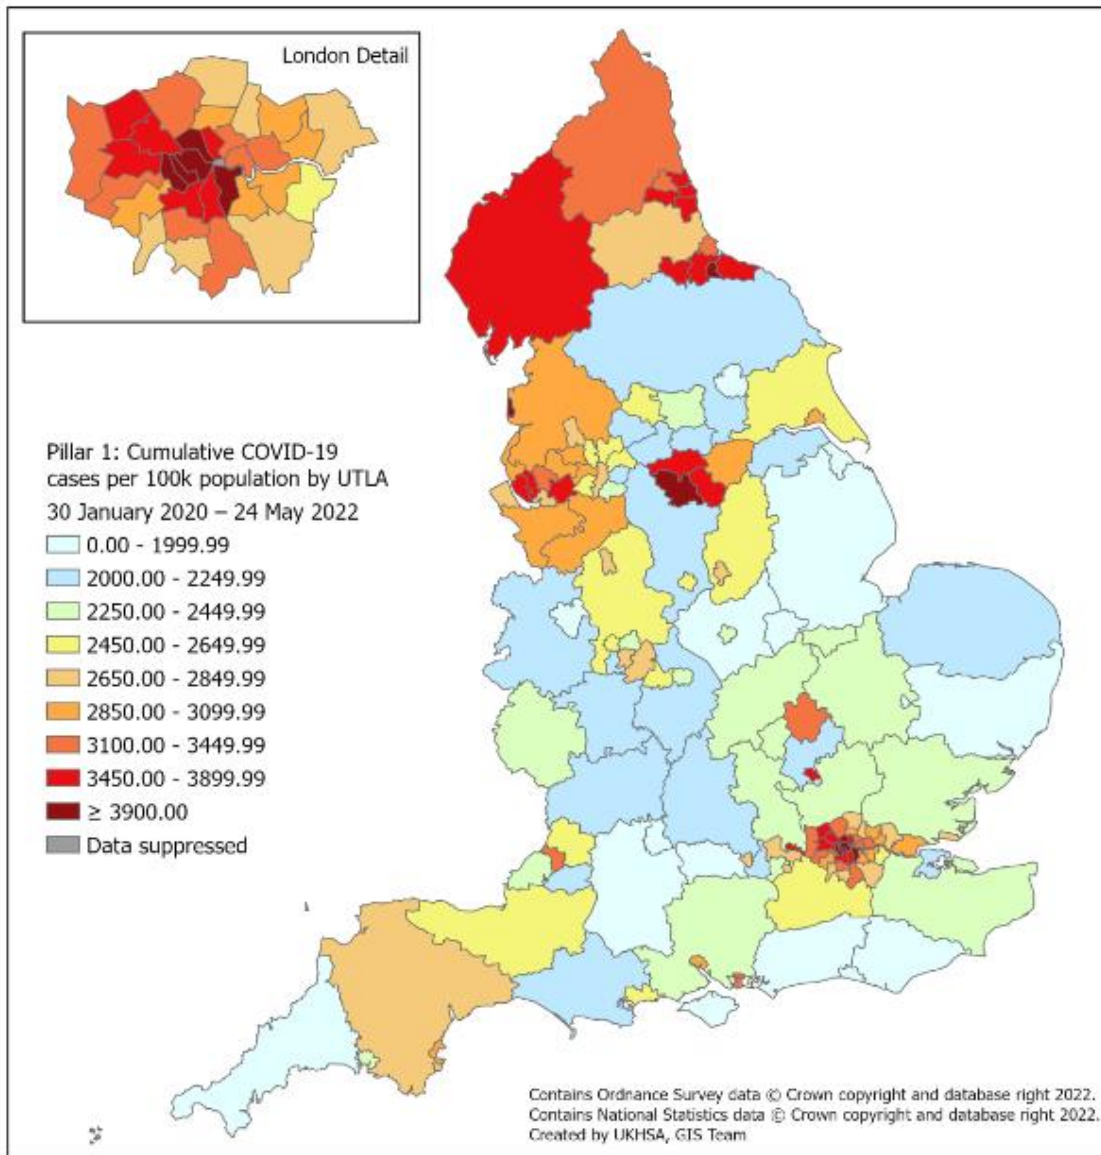 London Detail
Pillar 1: Cumulative COVID-19
cases per 100k population by UTLA
30 January 2020 – 24 May 2022
0.00 - 1999.99
2000.00 - 2249.99
2250.00 - 2449.99
2450.00 - 2649.99
2650.00 - 2849.99
2850.00 - 3099.99
3100.00 - 3449.99
3450.00 - 3899.99
≥ 3900.00
Data suppressed
Contains Ordnance Survey data © Crown copyright and database right 2022.
Contains National Statistics data © Crown copyright and database right 2022.
Created by UKHSA, GIS Team